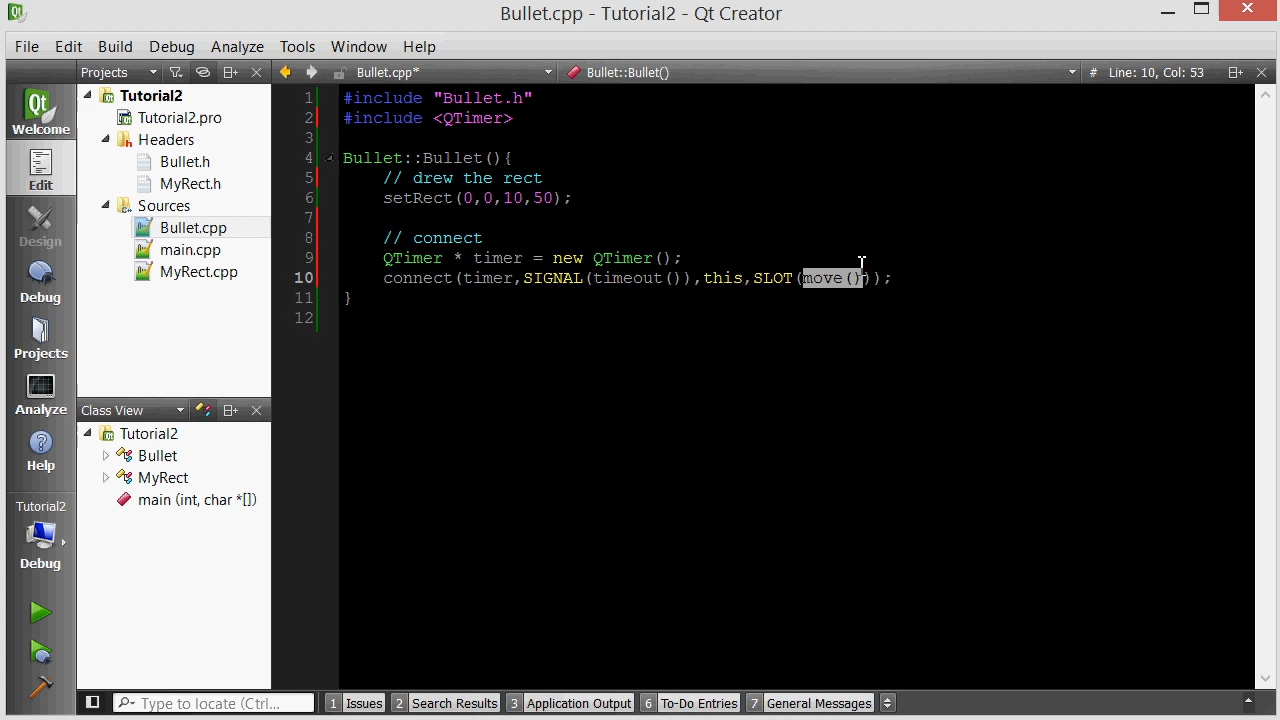 Bullet.cpp - Tutorial2 - Qt Creator
File Edit Build Debug Analyze Tools Window Help
Projects
Bullet.cpp*
Bullet::Bullet()
# Line: 10, Col: 53
Welcome
Edit
Design
Debug
Projects
Analyze
Help
Tutorial2
Debug
Tutorial2
Tutorial2.pro
Headers
Bullet.h
MyRect.h
Sources
Bullet.cpp
main.cpp
MyRect.cpp
Class View
Tutorial2
Bullet
MyRect
main (int, char *[])
1 #include "Bullet.h"
2 #include <QTimer>
3
4 Bullet::Bullet(){
5 // drew the rect
6 setRect(0,0,10,50);
7
8 // connect
9 QTimer * timer = new QTimer();
10 connect(timer,SIGNAL(timeout()),this,SLOT(move()));
11 }
12
Type to locate (Ctrl...
1 Issues
2 Search Results
3 Application Output
6 To-Do Entries
7 General Messages